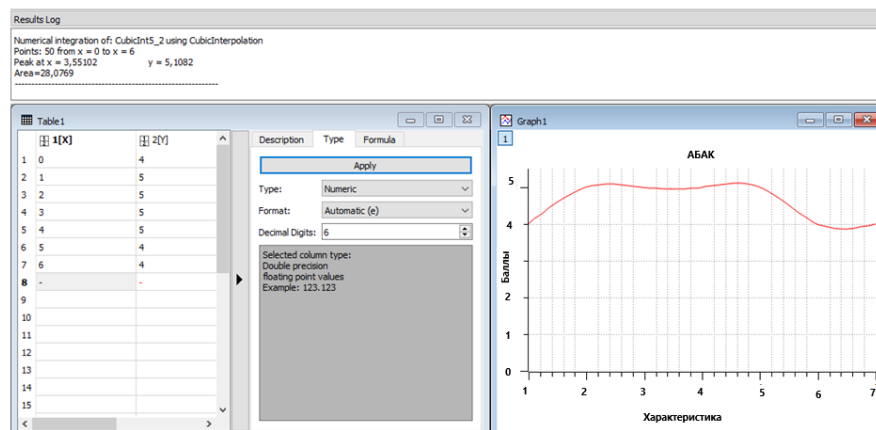 Results Log
Numerical integration of: CubicInt5_2 using CubicInterpolation
Points: 50 from x = 0 to x = 6
Peak at x = 3,55102 y = 5,1082
Area=28,0769
--------------------------------------------------------------
Table1
1[X] 2[Y]
1 0 4
2 1 5
3 2 5
4 3 5
5 4 5
6 5 4
7 6 4
8 - -
9
10
11
12
13
14
15
Description Type Formula
Apply
Type: Numeric
Format: Automatic (e)
Decimal Digits: 6
Selected column type:
Double precision
floating point values
Example: 123.123
Graph1
1
АБАК
5
4
2
1
0
Баллы
1 2 3 4 5 6 7
Характеристика